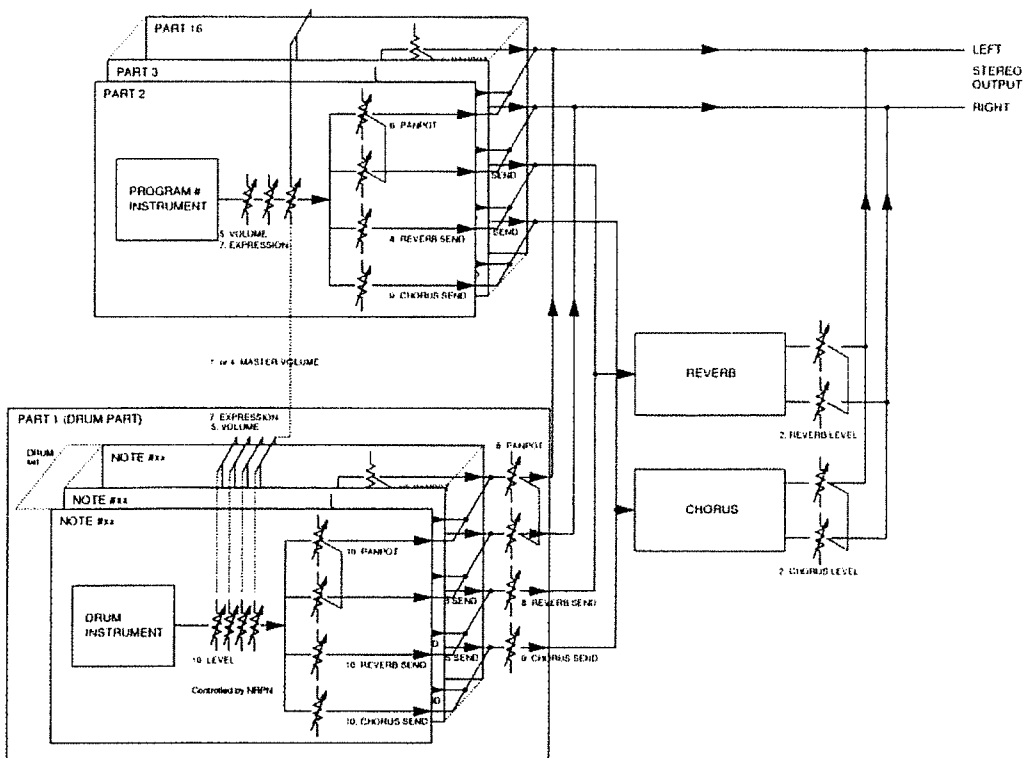 PART 16
PART 3
PART 2
LEFT
STEREO
OUTPUT
RIGHT
6. PANPOT
PROGRAM #
INSTRUMENT
5. VOLUME
7. EXPRESSION
SEND
SEND
8. REVERB SEND
9. CHORUS SEND
MASTER VOLUME
REVERB
2. REVERB LEVEL
PART 1 (DRUM PART)
7. EXPRESSION
5. VOLUME
DRUM
NOTE #xx
6. PANPOT
NOTE #xx
NOTE #xx
CHORUS
2. CHORUS LEVEL
10. PANPOT
DRUM
INSTRUMENT
SEND
8. REVERB SEND
10. LEVEL
10. REVERB SEND
SEND
9. CHORUS SEND
Controlled by NRPN
10. CHORUS SEND